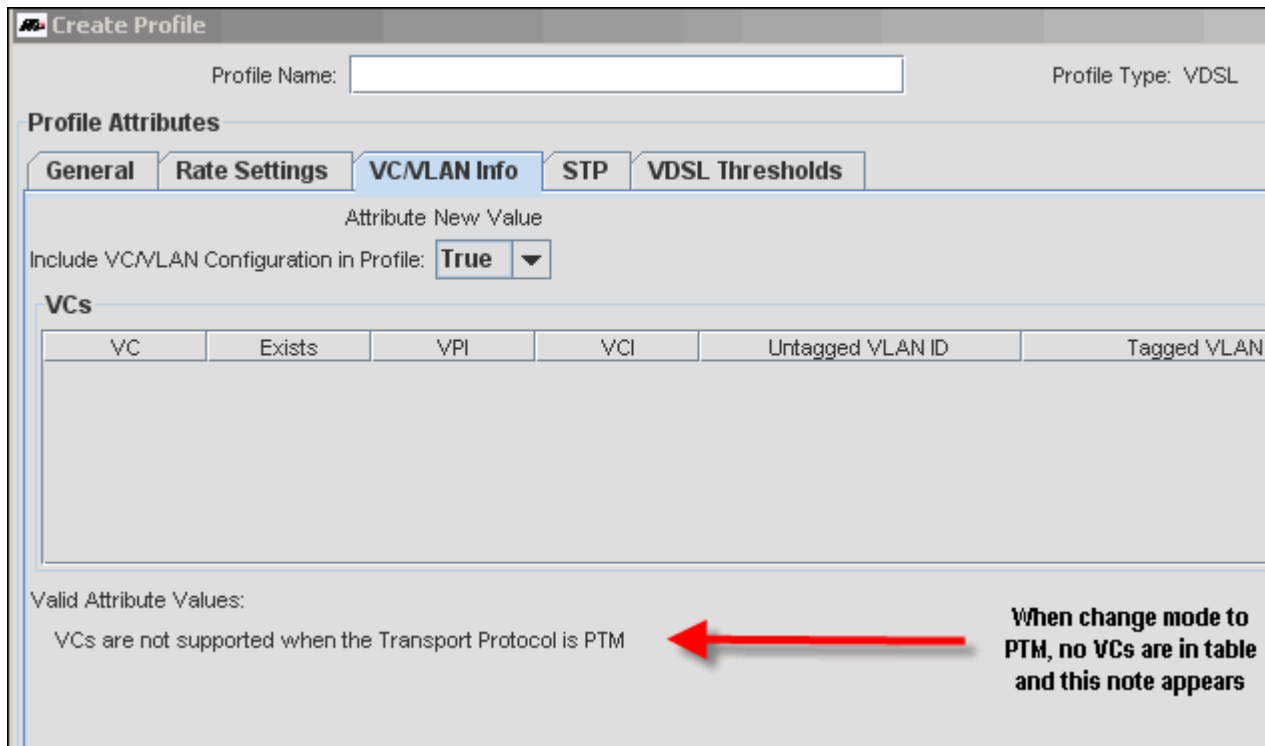 Create Profile
Profile Name:
Profile Type: VDSL
Profile Attributes
General
Rate Settings
VC/VLAN Info
STP
VDSL Thresholds
Attribute New Value
Include VC/VLAN Configuration in Profile: True
VCs
VC Exists VPI VCI Untagged VLAN ID Tagged VLAN
Valid Attribute Values:
VCs are not supported when the Transport Protocol is PTM
When change mode to
PTM, no VCs are in table
and this note appears